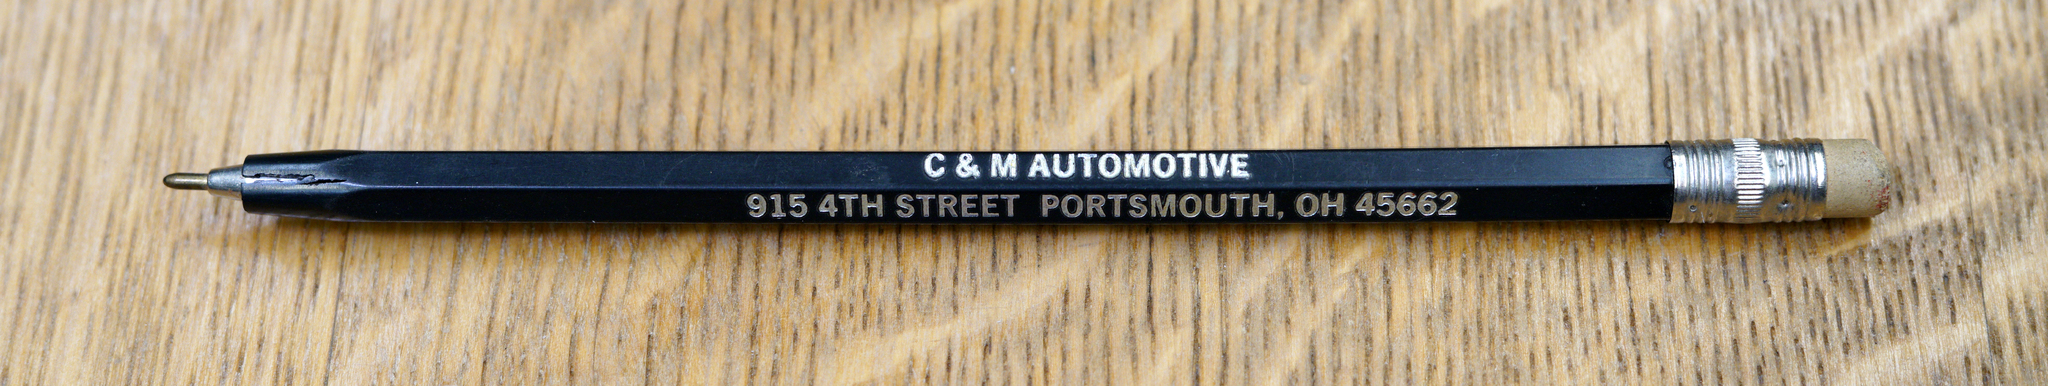 C & M AUTOMOTIVE
915 4TH STREET PORTSMOUTH, OH 45662